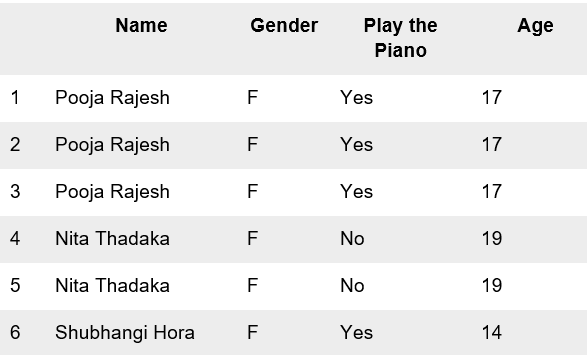 Name Gender Play the Piano Age
1 Pooja Rajesh F Yes 17
2 Pooja Rajesh F Yes 17
3 Pooja Rajesh F Yes 17
4 Nita Thadaka F No 19
5 Nita Thadaka F No 19
6 Shubhangi Hora F Yes 14